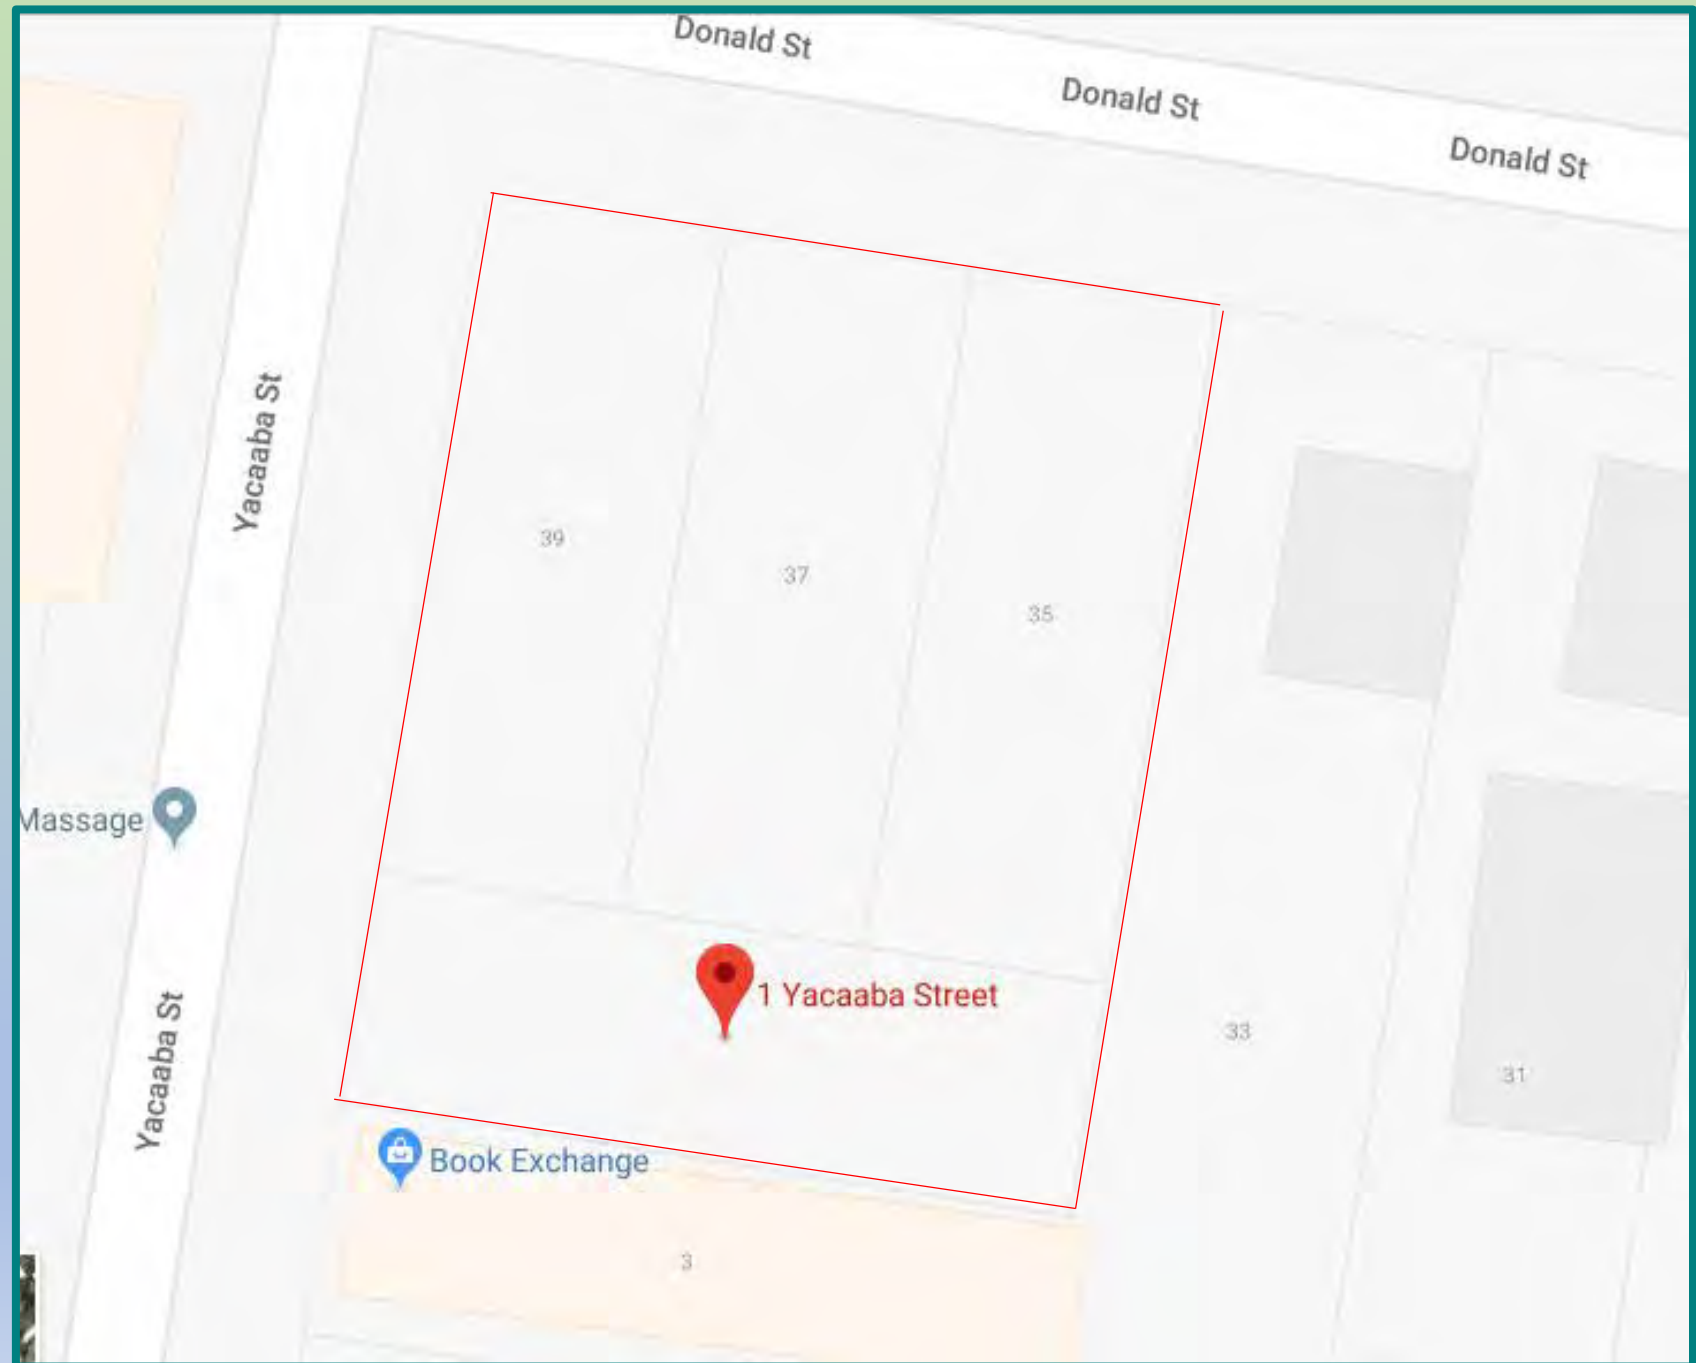 Donald St
Donald St
Donald St
Yacaaba St
39
37
35
Massage
1 Yacaaba Street
Yacaaba St
33
31
Book Exchange
3